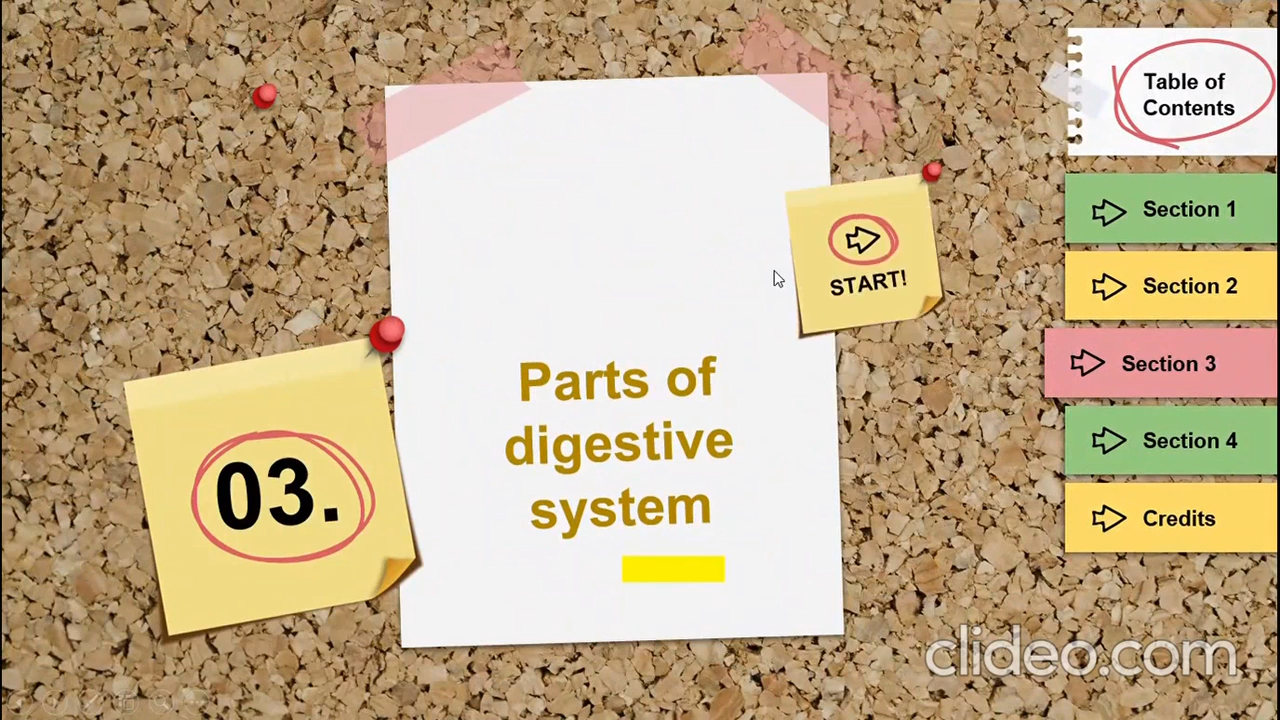 Table of
Contents
Section 1
START!
Section 2
Parts of
digestive
system
Section 3
03.
Section 4
Credits
clideo.com